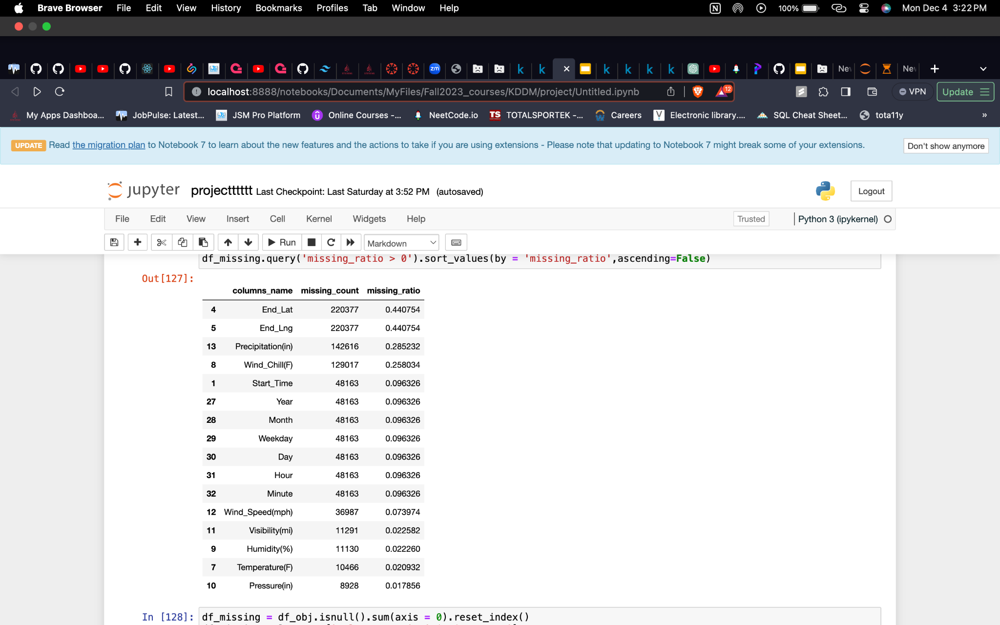 Brave Browser File Edit View History Bookmarks Profiles Tab Window Help 100% Mon Dec 4 3:22 PM
zm k k k k k k New New
localhost:8888/notebooks/Documents/MyFiles/Fall2023_courses/KDDM/project/Untitled.ipynb 12 VPN Update
My Apps Dashboa... JobPulse: Latest... JSM Pro Platform Online Courses -... NeetCode.io TS TOTALSPORTEK -... Careers Electronic library.... SQL Cheat Sheet... tota11y »
UPDATE Read the migration plan to Notebook 7 to learn about the new features and the actions to take if you are using extensions - Please note that updating to Notebook 7 might break some of your extensions. Don't show anymore
jupyter projectttttt Last Checkpoint: Last Saturday at 3:52 PM (autosaved) Logout
File Edit View Insert Cell Kernel Widgets Help Trusted Python 3 (ipykernel)
Run Markdown
df_missing.query('missing_ratio > 0').sort_values(by = 'missing_ratio',ascending=False)
Out[127]:
columns_name missing_count missing_ratio
4 End_Lat 220377 0.440754
5 End_Lng 220377 0.440754
13 Precipitation(in) 142616 0.285232
8 Wind_Chill(F) 129017 0.258034
1 Start_Time 48163 0.096326
27 Year 48163 0.096326
28 Month 48163 0.096326
29 Weekday 48163 0.096326
30 Day 48163 0.096326
31 Hour 48163 0.096326
32 Minute 48163 0.096326
12 Wind_Speed(mph) 36987 0.073974
11 Visibility(mi) 11291 0.022582
9 Humidity(%) 11130 0.022260
7 Temperature(F) 10466 0.020932
10 Pressure(in) 8928 0.017856
In [128]: df_missing = df_obj.isnull().sum(axis = 0).reset_index()